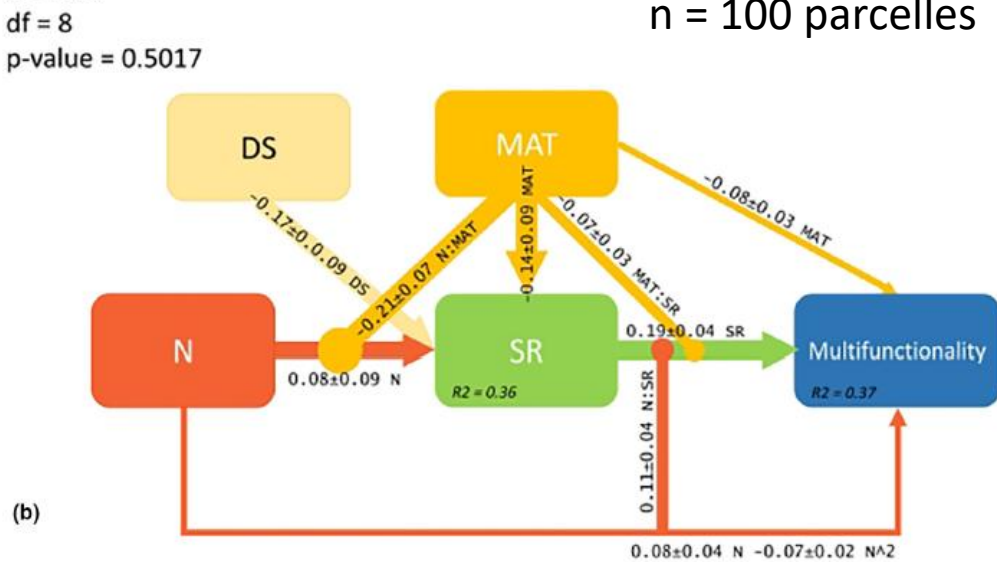 df = 8
n = 100 parcelles
p-value = 0.5017
DS
MAT
-0.17±0.0.09 DS
-0.21±0.07 N:MAT
-0.14±0.09 MAT
-0.07±0.03 MAT:SR
-0.08±0.03 MAT
N
0.08±0.09 N
SR
R2 = 0.36
0.19±0.04 SR
Multifunctionality
R2 = 0.37
0.11±0.04 N:SR
(b)
0.08±0.04 N -0.07±0.02 N^2